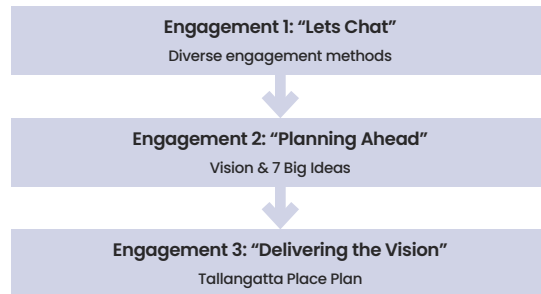 Engagement 1: “Lets Chat”
Diverse engagement methods
Engagement 2: “Planning Ahead”
Vision & 7 Big Ideas
Engagement 3: “Delivering the Vision”
Tallangatta Place Plan